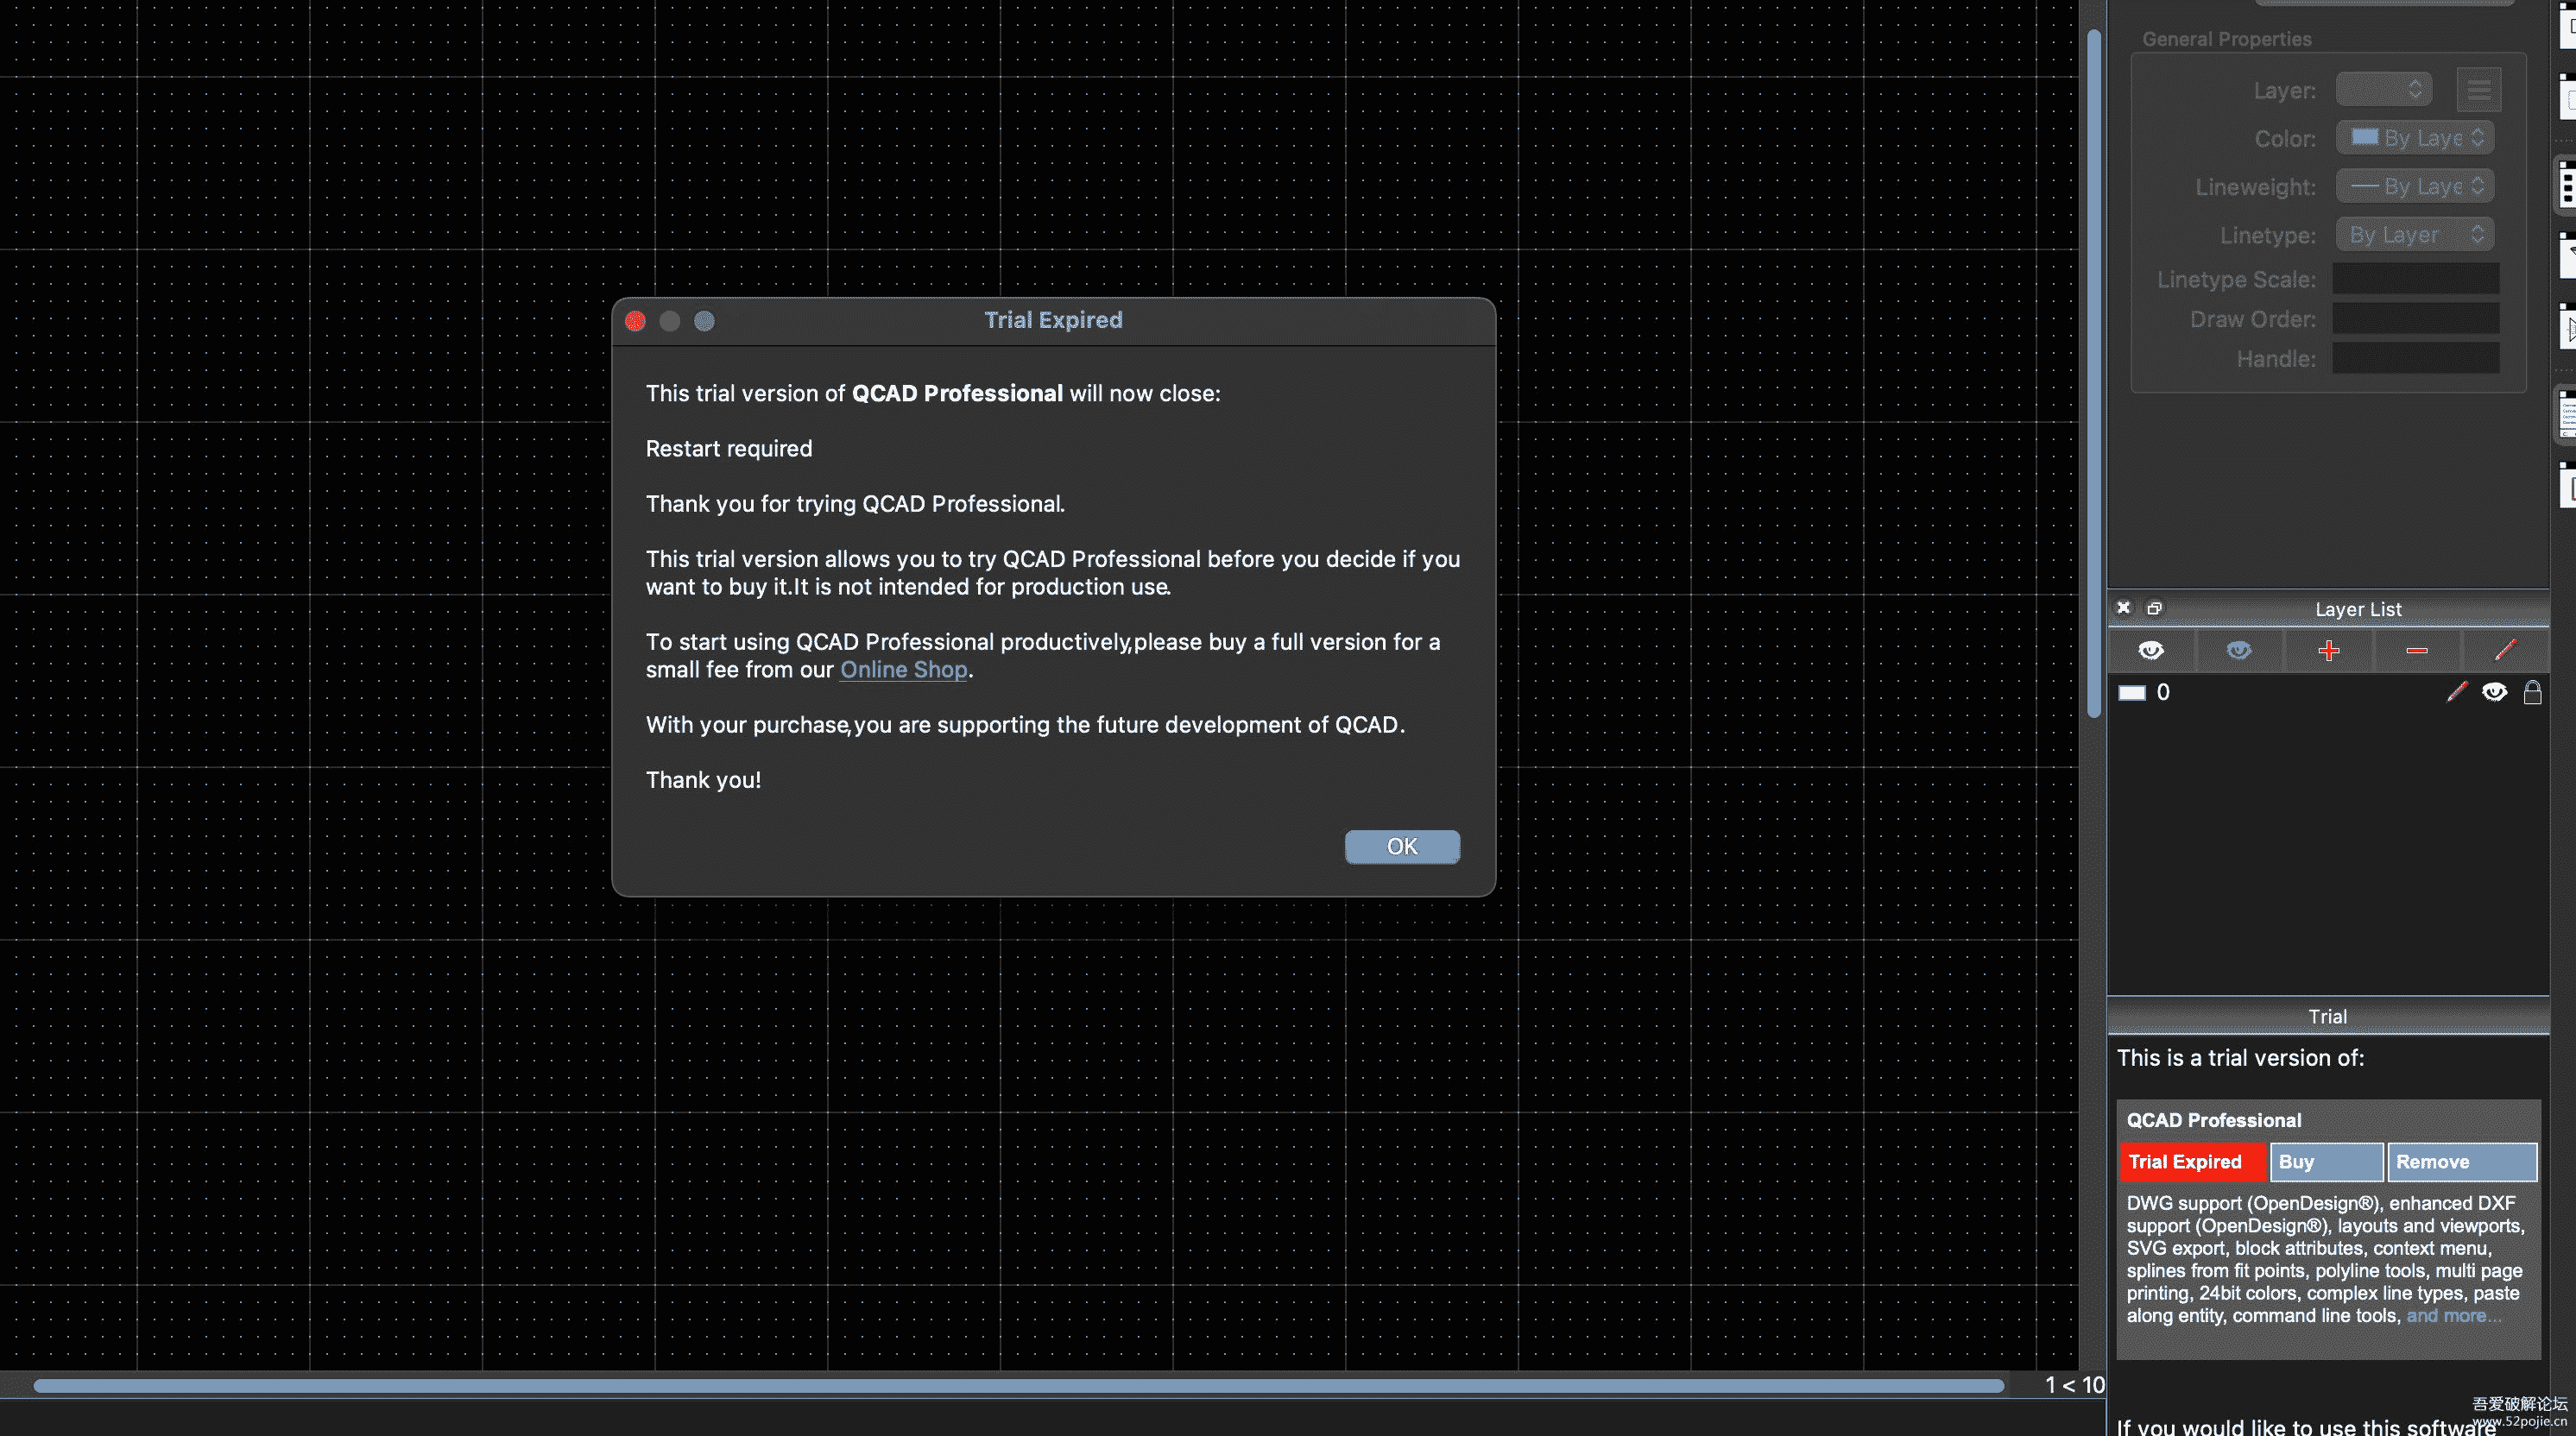 General Properties
Layer:
Color: By Laye
Lineweight: By Laye
Linetype: By Layer
Linetype Scale:
Draw Order:
Handle:
Trial Expired
This trial version of QCAD Professional will now close:
Restart required
Thank you for trying QCAD Professional.
This trial version allows you to try QCAD Professional before you decide if you
want to buy it.It is not intended for production use.
To start using QCAD Professional productively,please buy a full version for a
small fee from our Online Shop.
With your purchase,you are supporting the future development of QCAD.
Thank you!
OK
Layer List
0
Trial
This is a trial version of:
QCAD Professional
Trial Expired Buy Remove
DWG support (OpenDesign®), enhanced DXF
support (OpenDesign®), layouts and viewports,
SVG export, block attributes, context menu,
splines from fit points, polyline tools, multi page
printing, 24bit colors, complex line types, paste
along entity, command line tools, and more...
1 < 10
If you would like to use this software
吾爱破解论坛
www.52pojie.cn